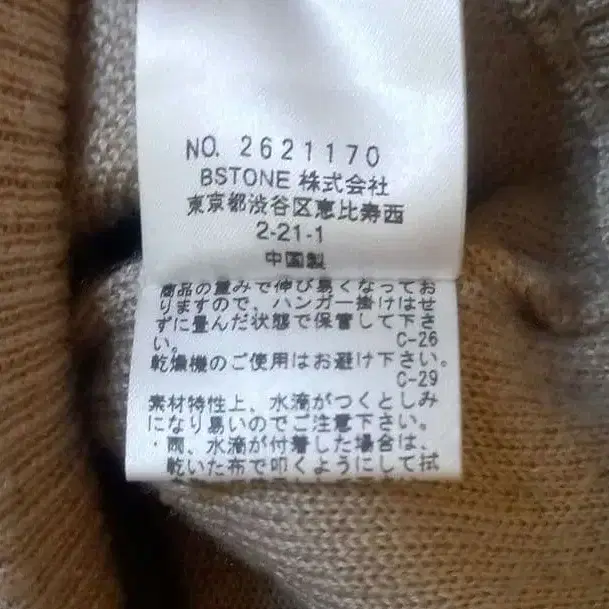 NO. 2621170
BSTONE 株式会社
東京都渋谷区恵比寿西
2-21-1
中国製
商品の重みで伸び易くなってお
りますので、ハンガー掛けはせ
ずに畳んだ状態で保管して下さ
い。
C-26
乾燥機のご使用はお避け下さい。
C-29
素材特性上、水滴がつくとしみ
になり易いのでご注意下さい。
・雨、水滴が付着した場合は、
乾いた布で叩くようにして拭